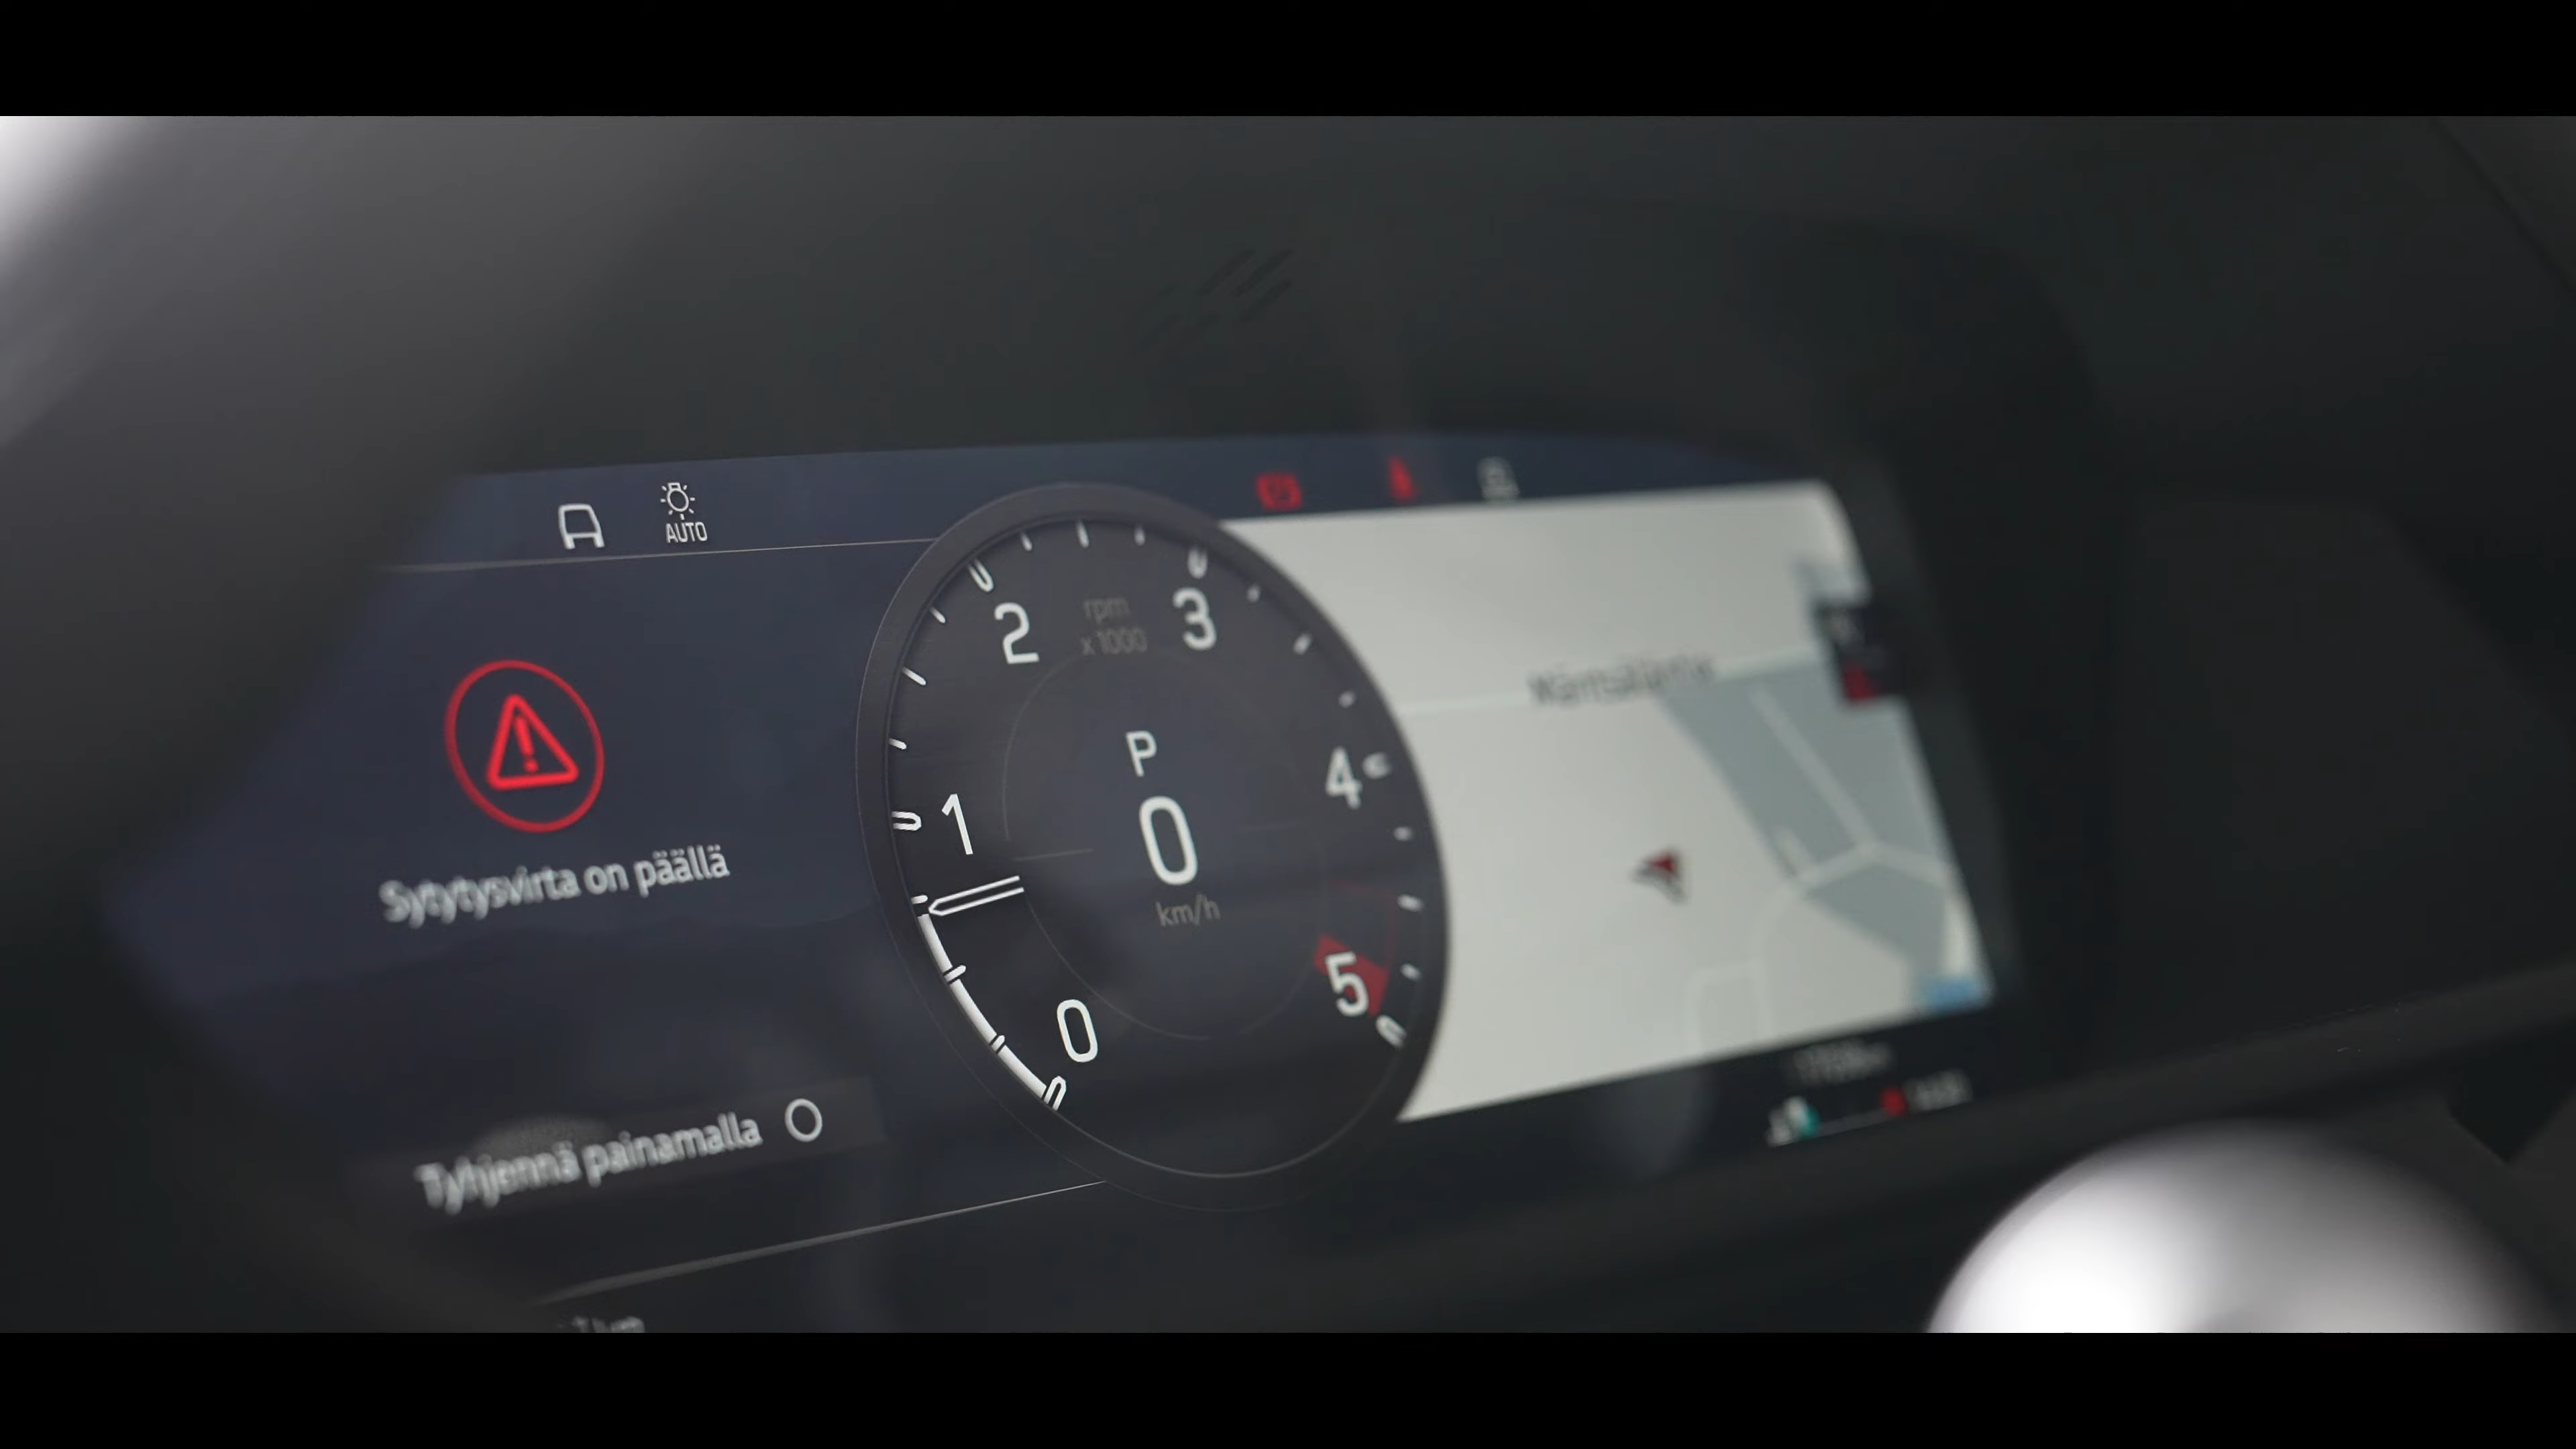 AUTO
2
rpm
3
x 1000
P
4
1
0
Sytytysvirta on päällä
km/h
5
0
Tyhjennä painamalla